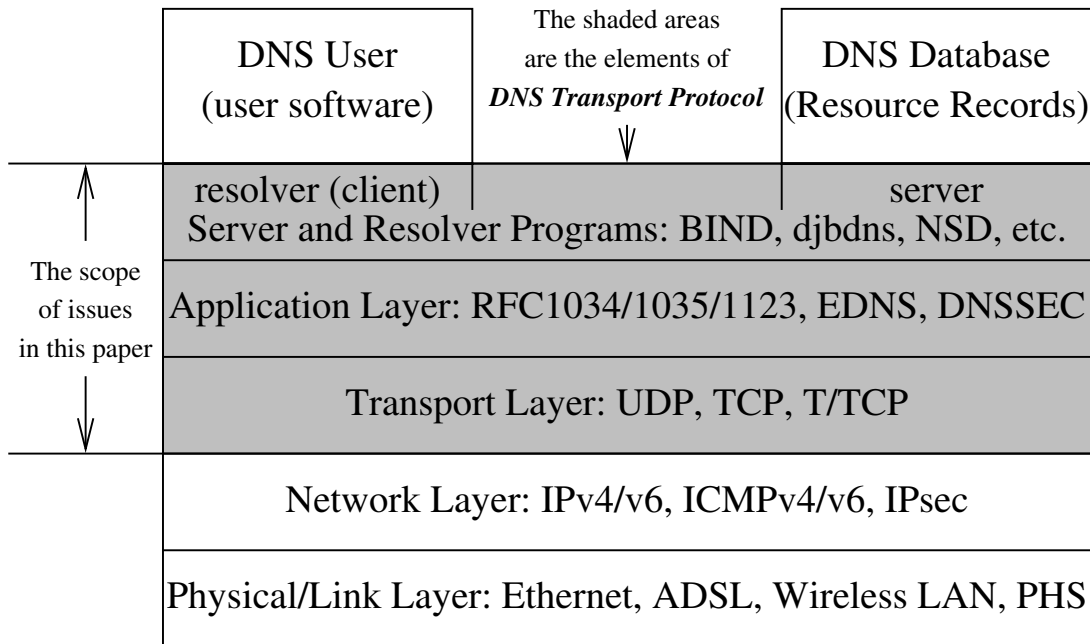 DNS User
(user software)
The shaded areas
are the elements of
DNS Transport Protocol
DNS Database
(Resource Records)
resolver (client)
server
Server and Resolver Programs: BIND, djbdns, NSD, etc.
The scope
of issues
in this paper
Application Layer: RFC1034/1035/1123, EDNS, DNSSEC
Transport Layer: UDP, TCP, T/TCP
Network Layer: IPv4/v6, ICMPv4/v6, IPsec
Physical/Link Layer: Ethernet, ADSL, Wireless LAN, PHS